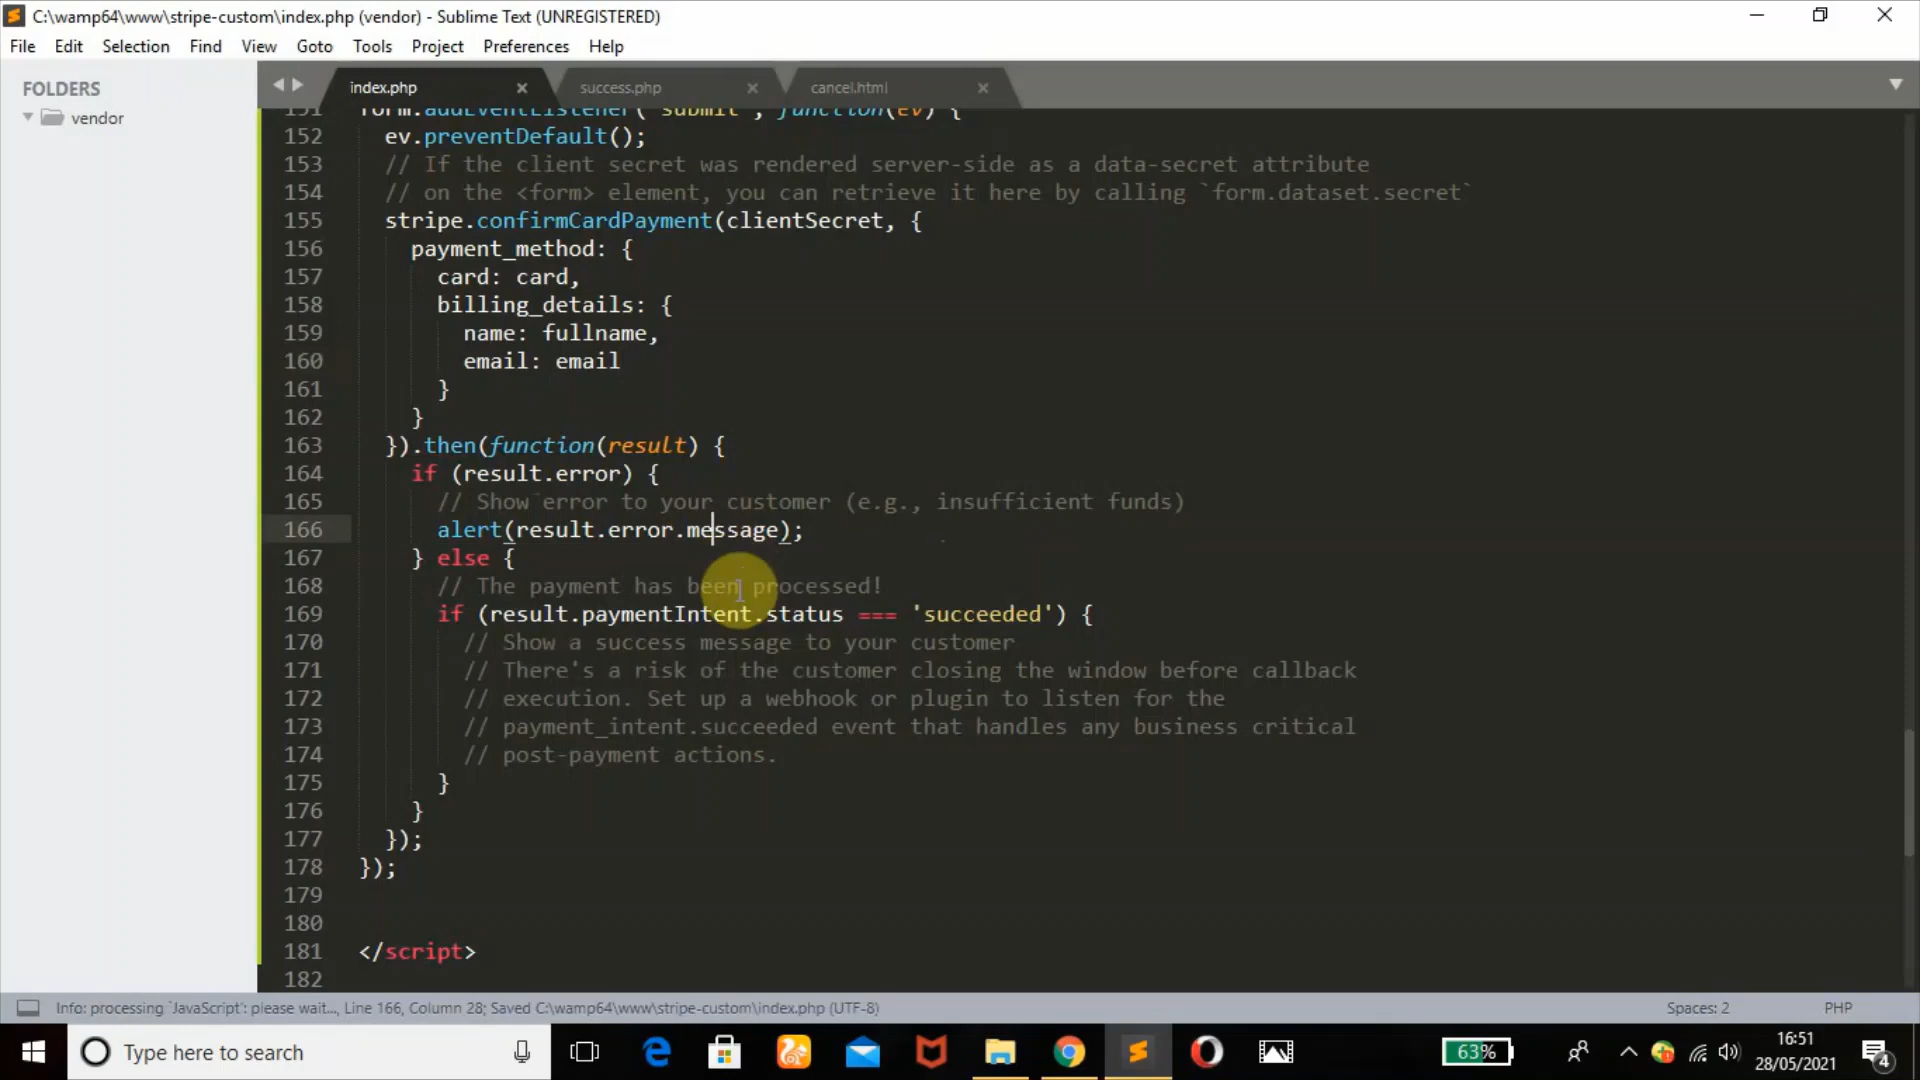 C:\wamp64\www\stripe-custom\index.php (vendor) - Sublime Text (UNREGISTERED)
File Edit Selection Find View Goto Tools Project Preferences Help
FOLDERS
vendor
index.php success.php cancel.html
151 form.addEventListener('submit', function(ev) {
152 ev.preventDefault();
153 // If the client secret was rendered server-side as a data-secret attribute
154 // on the <form> element, you can retrieve it here by calling `form.dataset.secret`
155 stripe.confirmCardPayment(clientSecret, {
156 payment_method: {
157 card: card,
158 billing_details: {
159 name: fullname,
160 email: email
161 }
162 }
163 }).then(function(result) {
164 if (result.error) {
165 // Show error to your customer (e.g., insufficient funds)
166 alert(result.error.message);
167 } else {
168 // The payment has been processed!
169 if (result.paymentIntent.status === 'succeeded') {
170 // Show a success message to your customer
171 // There's a risk of the customer closing the window before callback
172 // execution. Set up a webhook or plugin to listen for the
173 // payment_intent.succeeded event that handles any business critical
174 // post-payment actions.
175 }
176 }
177 });
178 });
179
180
181 </script>
182
Info: processing `JavaScript': please wait..., Line 166, Column 28; Saved C:\wamp64\www\stripe-custom\index.php (UTF-8) Spaces: 2 PHP
Type here to search
63%
16:51
28/05/2021
4